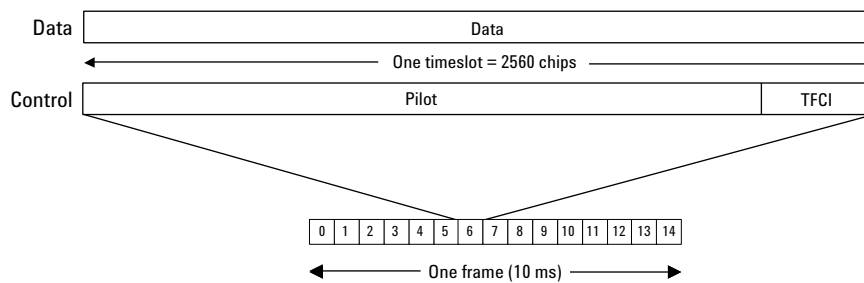 Data Data
One timeslot = 2560 chips
Control Pilot TFCI
0 1 2 3 4 5 6 7 8 9 10 11 12 13 14
One frame (10 ms)